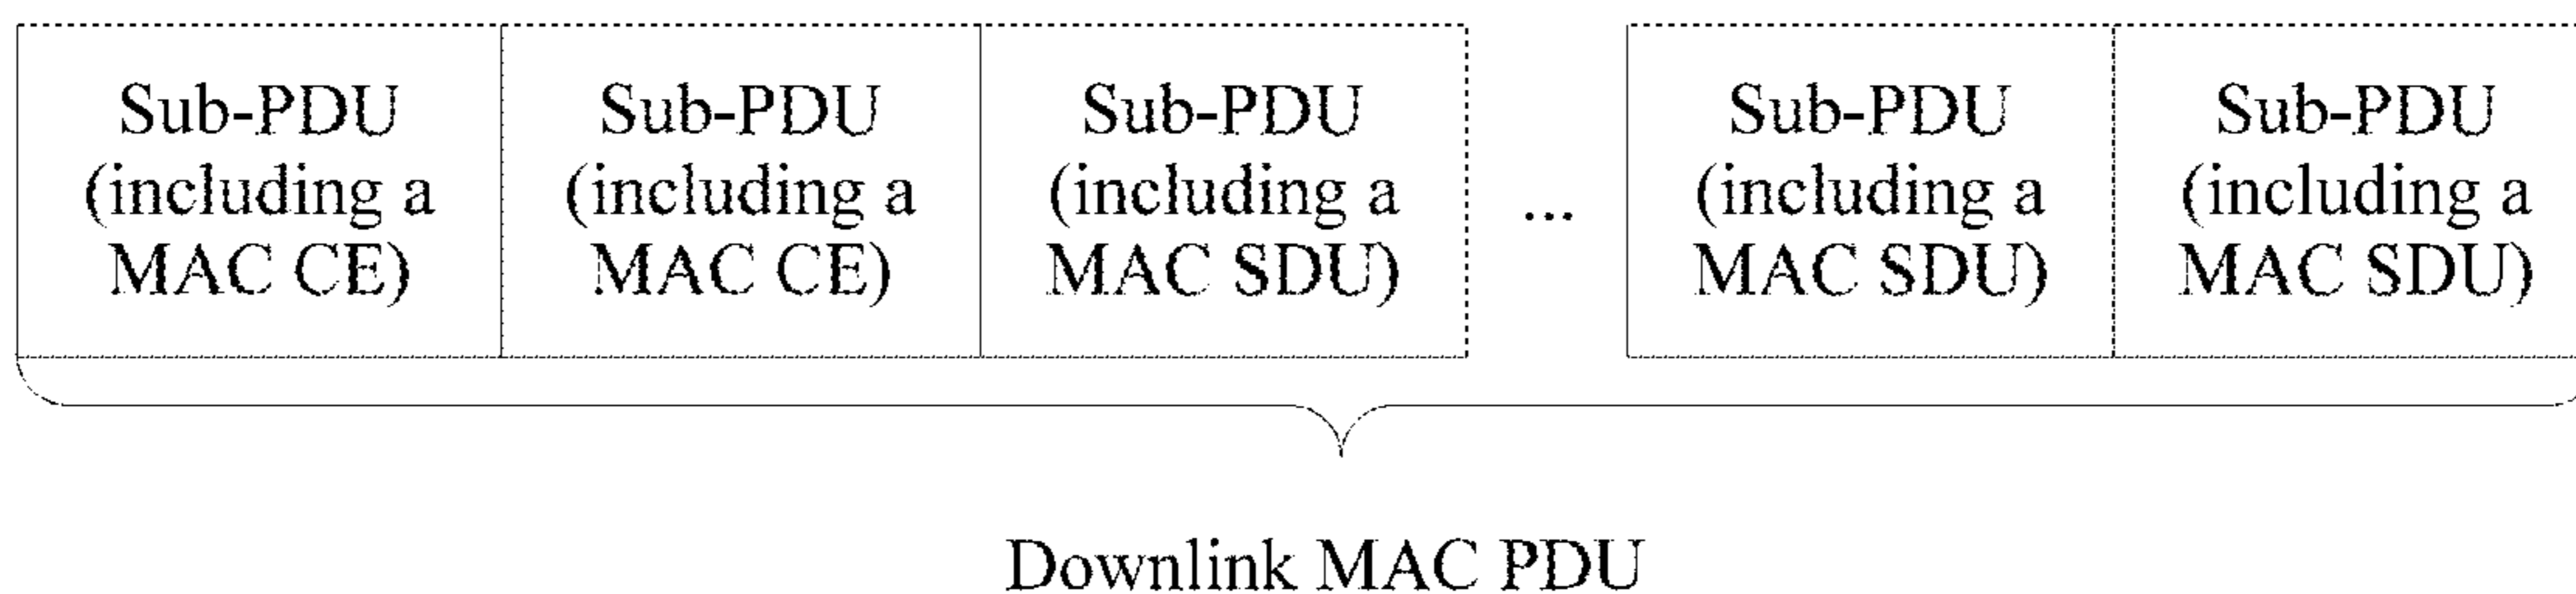 Sub-PDU
(including a
MAC CE)
Sub-PDU
(including a
MAC CE)
Sub-PDU
(including a
MAC SDU)
...
Sub-PDU
(including a
MAC SDU)
Sub-PDU
(including a
MAC SDU)
Downlink MAC PDU